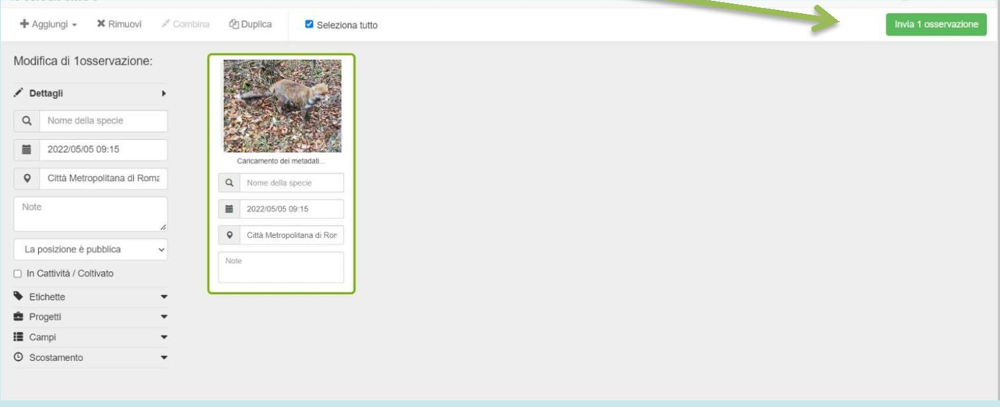 Aggiungi
Rimuovi
Combina
Duplica
Seleziona tutto
Invia 1 osservazione
Modifica di 1osservazione:
Dettagli
Nome della specie
2022/05/05 09:15
Città Metropolitana di Roma
Note
La posizione è pubblica
In Cattività / Coltivato
Etichette
Progetti
Campi
Scostamento
Caricamento dei metadati...
Nome della specie
2022/05/05 09:15
Città Metropolitana di Ror
Note